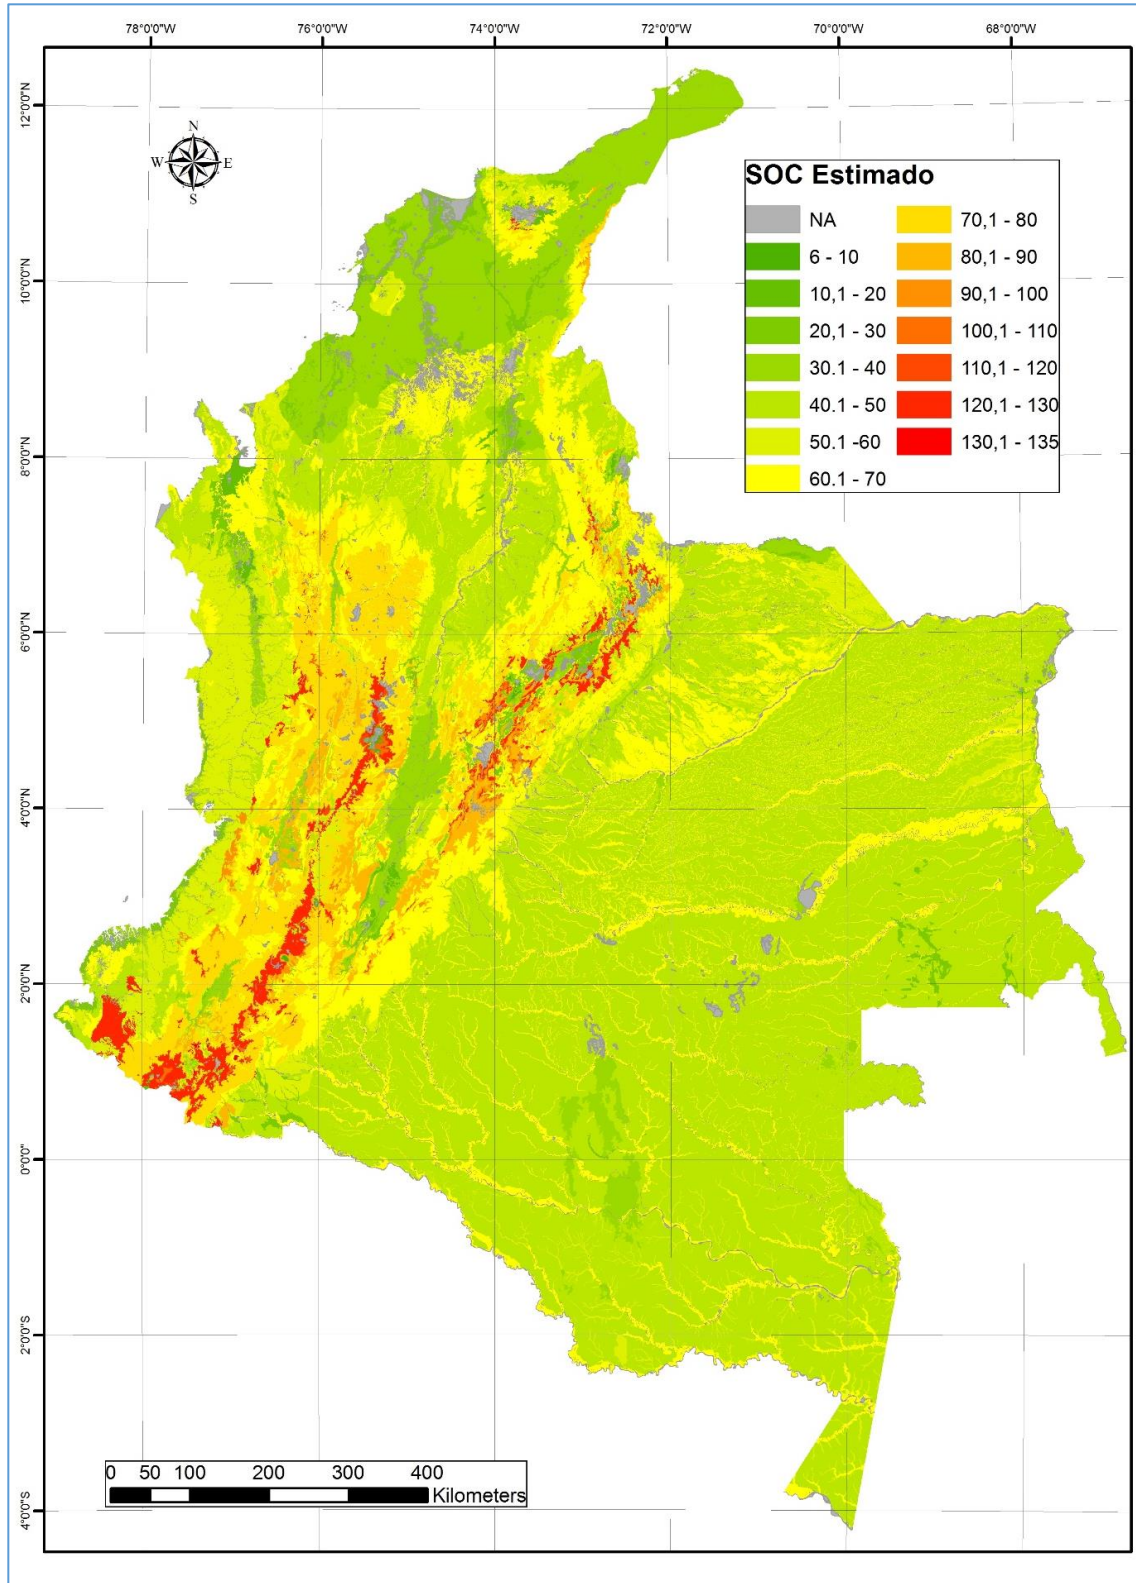 78°0'0"W 76°0'0"W 74°0'0"W 72°0'0"W 70°0'0"W 68°0'0"W
12°0'0"N
10°0'0"N
8°0'0"N
6°0'0"N
4°0'0"N
2°0'0"N
0°0'0"
2°0'0"S
4°0'0"S
N
W E
S
SOC Estimado
NA
6 - 10
10,1 - 20
20,1 - 30
30.1 - 40
40.1 - 50
50.1 -60
60.1 - 70
70,1 - 80
80,1 - 90
90,1 - 100
100,1 - 110
110,1 - 120
120,1 - 130
130,1 - 135
0 50 100 200 300 400
Kilometers